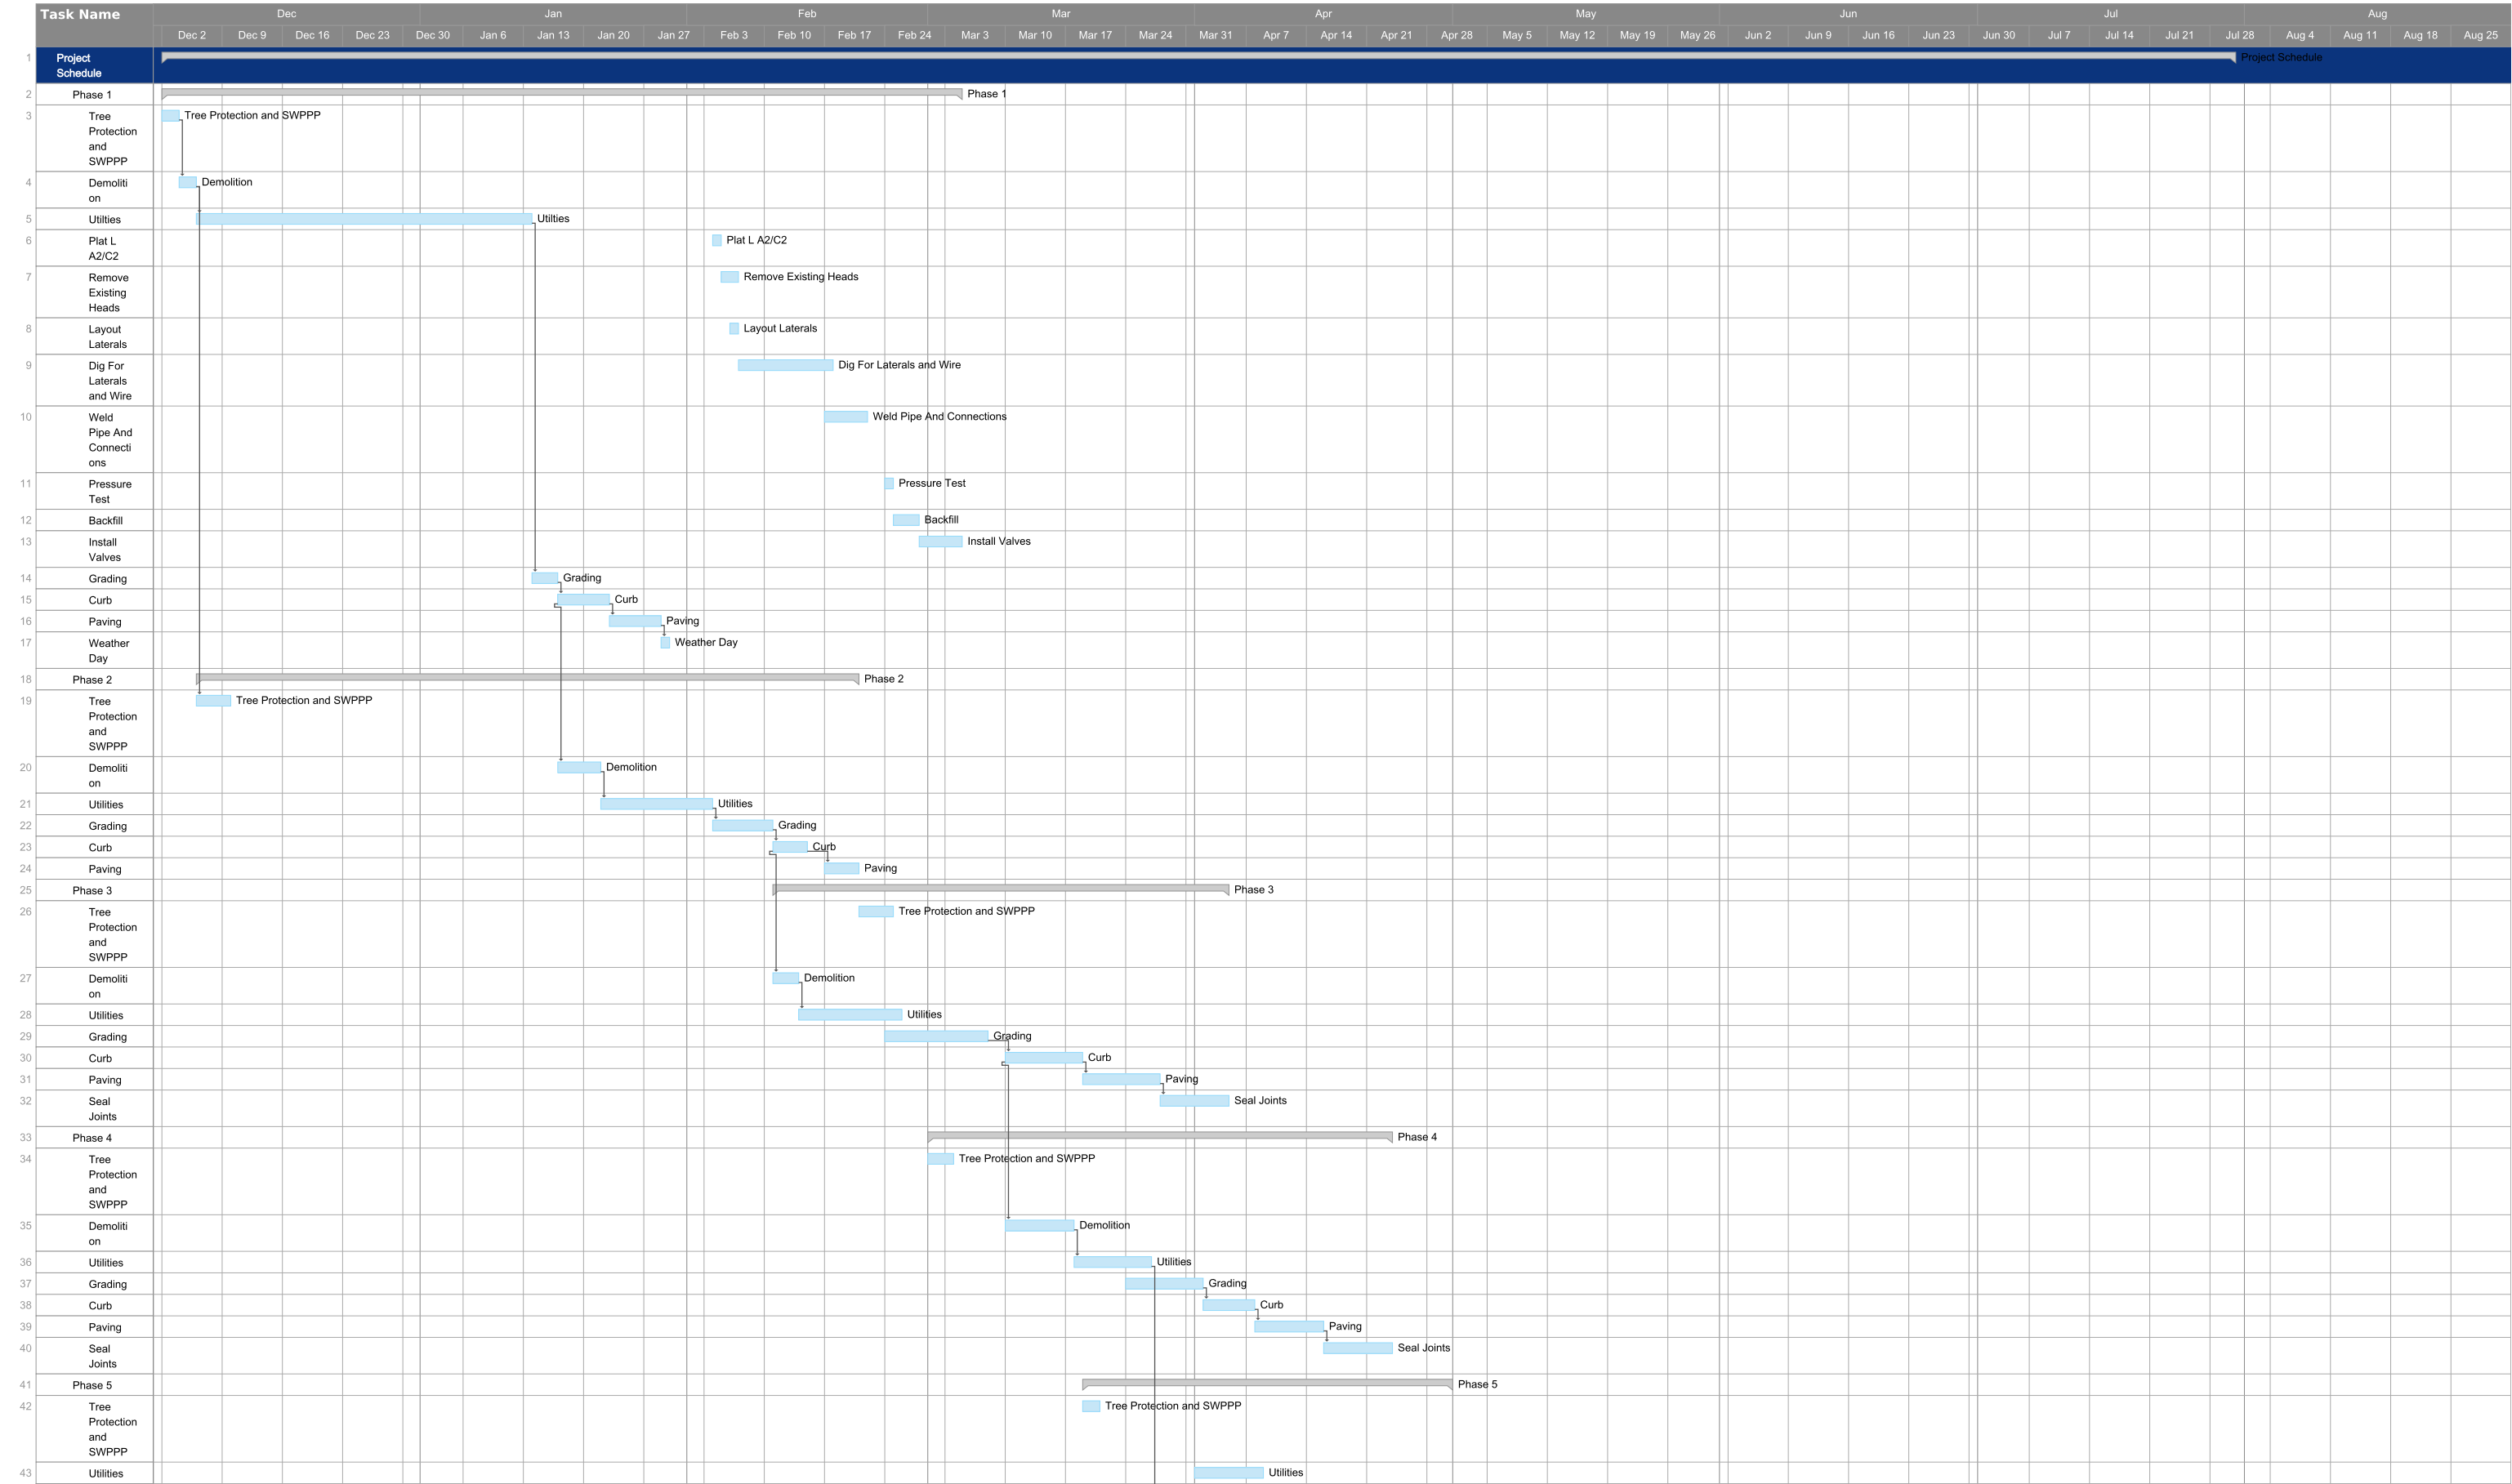 Task Name
Dec Jan Feb Mar Apr May Jun Jul Aug
Dec 2 Dec 9 Dec 16 Dec 23 Dec 30 Jan 6 Jan 13 Jan 20 Jan 27 Feb 3 Feb 10 Feb 17 Feb 24 Mar 3 Mar 10 Mar 17 Mar 24 Mar 31 Apr 7 Apr 14 Apr 21 Apr 28 May 5 May 12 May 19 May 26 Jun 2 Jun 9 Jun 16 Jun 23 Jun 30 Jul 7 Jul 14 Jul 21 Jul 28 Aug 4 Aug 11 Aug 18 Aug 25
1 Project Project Schedule
Schedule
2 Phase 1 Phase 1
3 Tree Tree Protection and SWPPP
Protection
and
SWPPP
4 Demoliti Demolition
on
5 Utilties Utilties
6 Plat L Plat L A2/C2
A2/C2
7 Remove Remove Existing Heads
Existing
Heads
8 Layout Layout Laterals
Laterals
9 Dig For Dig For Laterals and Wire
Laterals
and Wire
10 Weld Weld Pipe And Connections
Pipe And
Connecti
ons
11 Pressure Pressure Test
Test
12 Backfill Backfill
13 Install Install Valves
Valves
14 Grading Grading
15 Curb Curb
16 Paving Paving
17 Weather Weather Day
Day
18 Phase 2 Phase 2
19 Tree Tree Protection and SWPPP
Protection
and
SWPPP
20 Demoliti Demolition
on
21 Utilities Utilities
22 Grading Grading
23 Curb Curb
24 Paving Paving
25 Phase 3 Phase 3
26 Tree Tree Protection and SWPPP
Protection
and
SWPPP
27 Demoliti Demolition
on
28 Utilities Utilities
29 Grading Grading
30 Curb Curb
31 Paving Paving
32 Seal Seal Joints
Joints
33 Phase 4 Phase 4
34 Tree Tree Protection and SWPPP
Protection
and
SWPPP
35 Demoliti Demolition
on
36 Utilities Utilities
37 Grading Grading
38 Curb Curb
39 Paving Paving
40 Seal Seal Joints
Joints
41 Phase 5 Phase 5
42 Tree Tree Protection and SWPPP
Protection
and
SWPPP
43 Utilities Utilities